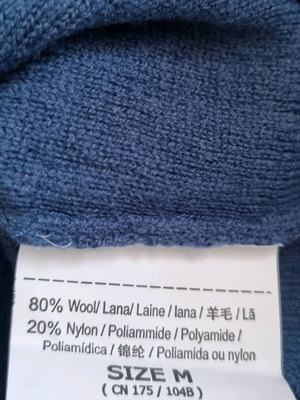 80% Wool/ Lana/ Laine / lana / 羊毛 / Lã
20% Nylon / Poliammide / Polyamide /
Poliamídica / 锦纶 / Poliamida ou nylon
SIZE M
( CN 175 / 104B )